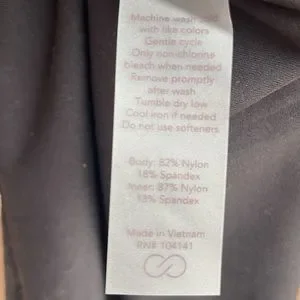 Machine wash cold
with like colors
Gentle cycle
Only non-chlorine
bleach when needed
Remove promptly
after wash
Tumble dry low
Cool iron if needed
Do not use softeners
Body: 82% Nylon
18% Spandex
Inner: 87% Nylon
13% Spandex
Made in Vietnam
RN# 104141